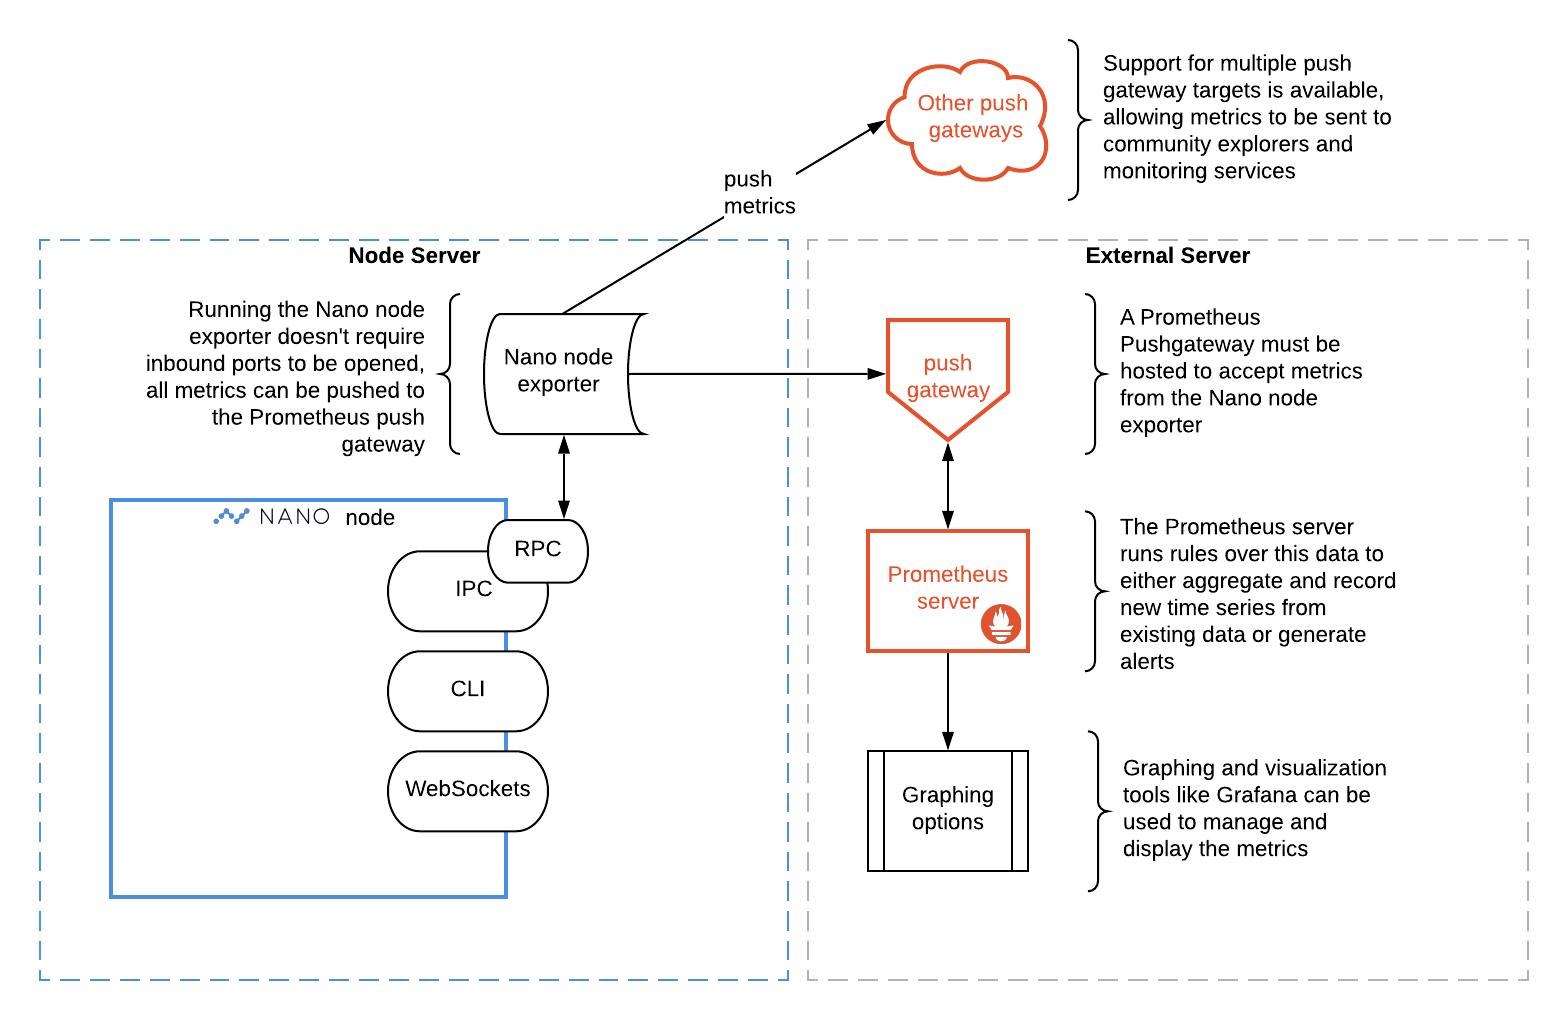 Other push
gateways
Support for multiple push
gateway targets is available,
allowing metrics to be sent to
community explorers and
monitoring services
push
metrics
Node Server
Running the Nano node
exporter doesn't require
inbound ports to be opened,
all metrics can be pushed to
the Prometheus push
gateway
Nano node
exporter
NANO node
RPC
IPC
CLI
WebSockets
External Server
push
gateway
A Prometheus
Pushgateway must be
hosted to accept metrics
from the Nano node
exporter
Prometheus
server
The Prometheus server
runs rules over this data to
either aggregate and record
new time series from
existing data or generate
alerts
Graphing
options
Graphing and visualization
tools like Grafana can be
used to manage and
display the metrics